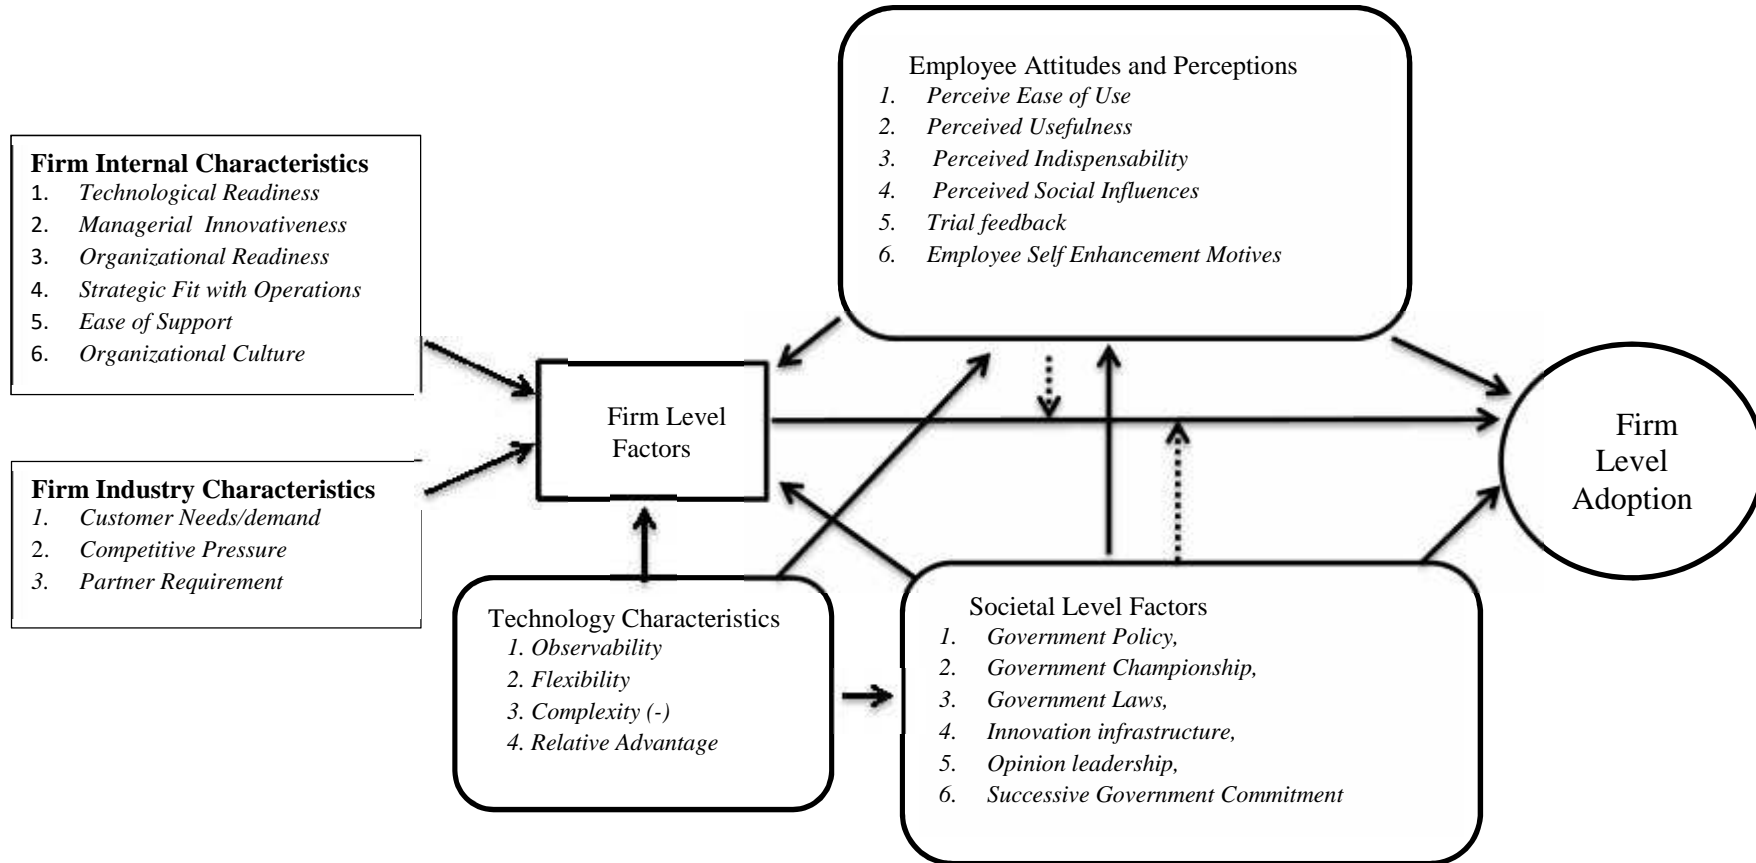 Employee Attitudes and Perceptions
1. Perceive Ease of Use
2. Perceived Usefulness
3. Perceived Indispensability
4. Perceived Social Influences
5. Trial feedback
6. Employee Self Enhancement Motives
Firm Internal Characteristics
1. Technological Readiness
2. Managerial Innovativeness
3. Organizational Readiness
4. Strategic Fit with Operations
5. Ease of Support
6. Organizational Culture
Firm Level
Factors
Firm
Level
Adoption
Firm Industry Characteristics
1. Customer Needs/demand
2. Competitive Pressure
3. Partner Requirement
Technology Characteristics
1. Observability
2. Flexibility
3. Complexity (-)
4. Relative Advantage
Societal Level Factors
1. Government Policy,
2. Government Championship,
3. Government Laws,
4. Innovation infrastructure,
5. Opinion leadership,
6. Successive Government Commitment